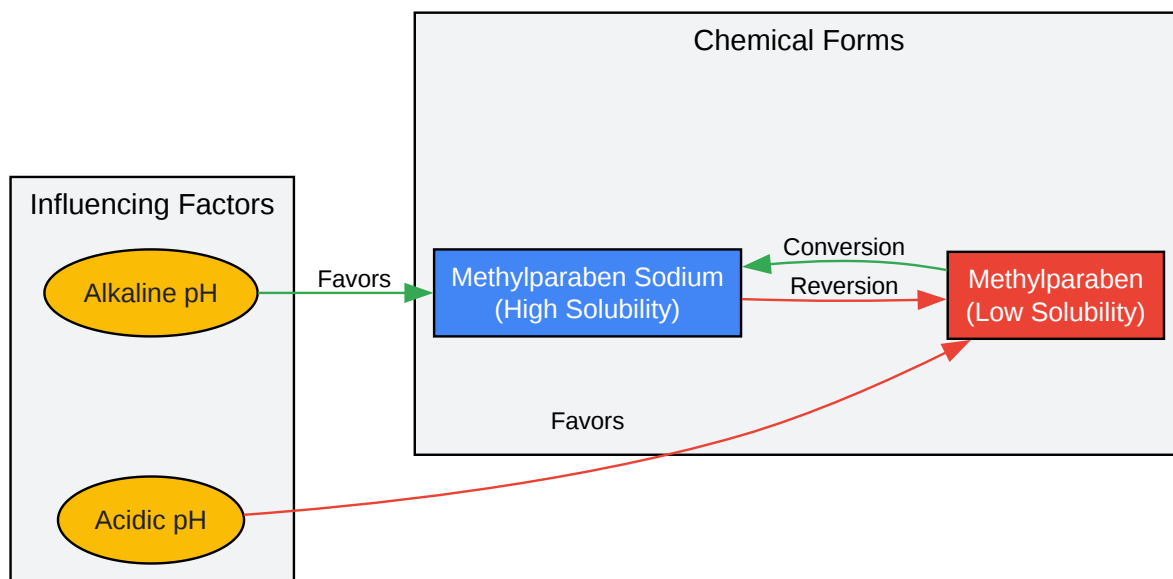 Chemical Forms
Influencing Factors
Alkaline pH
Favors
Methylparaben Sodium
(High Solubility)
Conversion
Reversion
Methylparaben
(Low Solubility)
Favors
Acidic pH